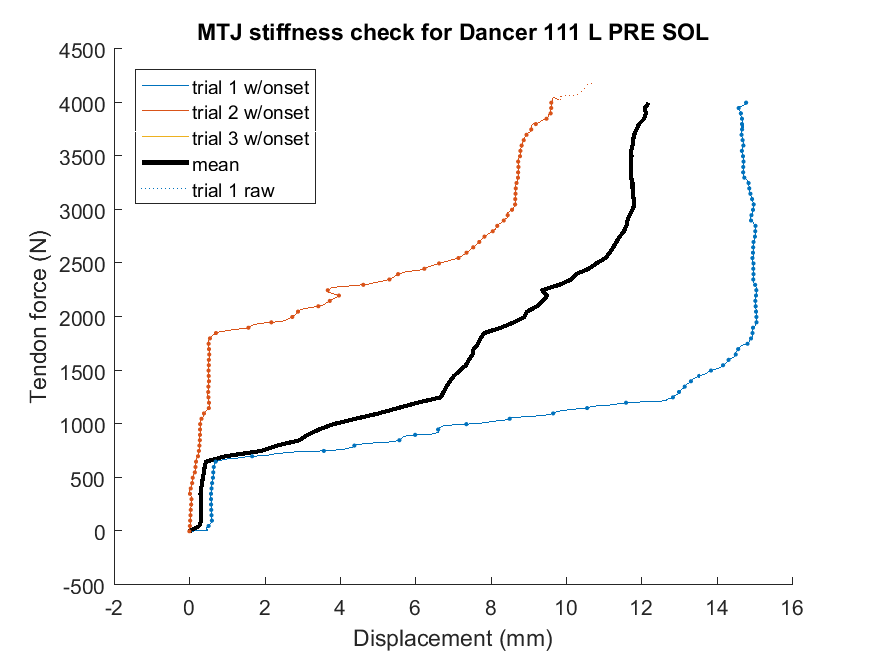 MTJ stiffness check for Dancer 111 L PRE SOL
4500
4000
3500
3000
2500
2000
1500
1000
500
0
-500
trial 1 w/onset
trial 2 w/onset
trial 3 w/onset
mean
trial 1 raw
Tendon force (N)
-2 0 2 4 6 8 10 12 14 16
Displacement (mm)